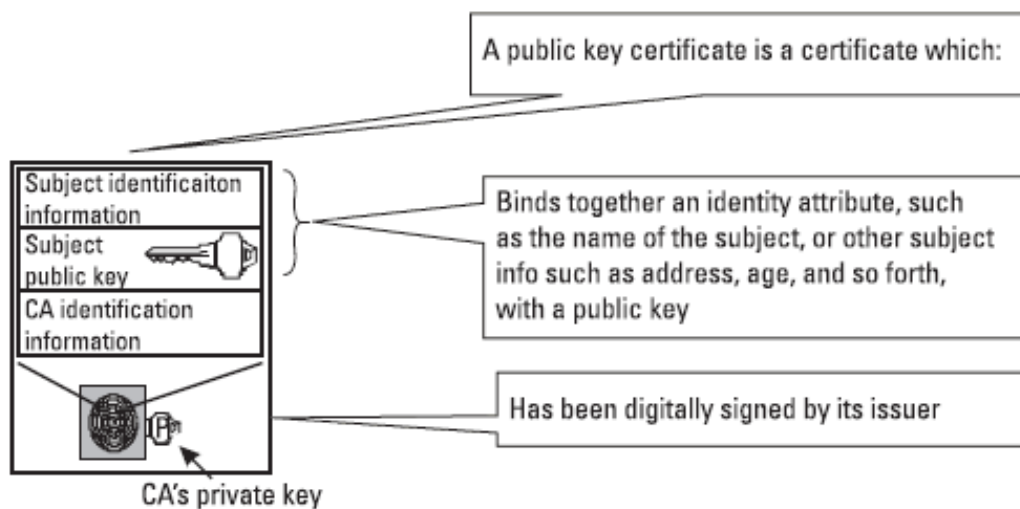 A public key certificate is a certificate which:
Subject identificaiton
information
Subject
public key
CA identification
information
Binds together an identity attribute, such
as the name of the subject, or other subject
info such as address, age, and so forth,
with a public key
Has been digitally signed by its issuer
CA's private key